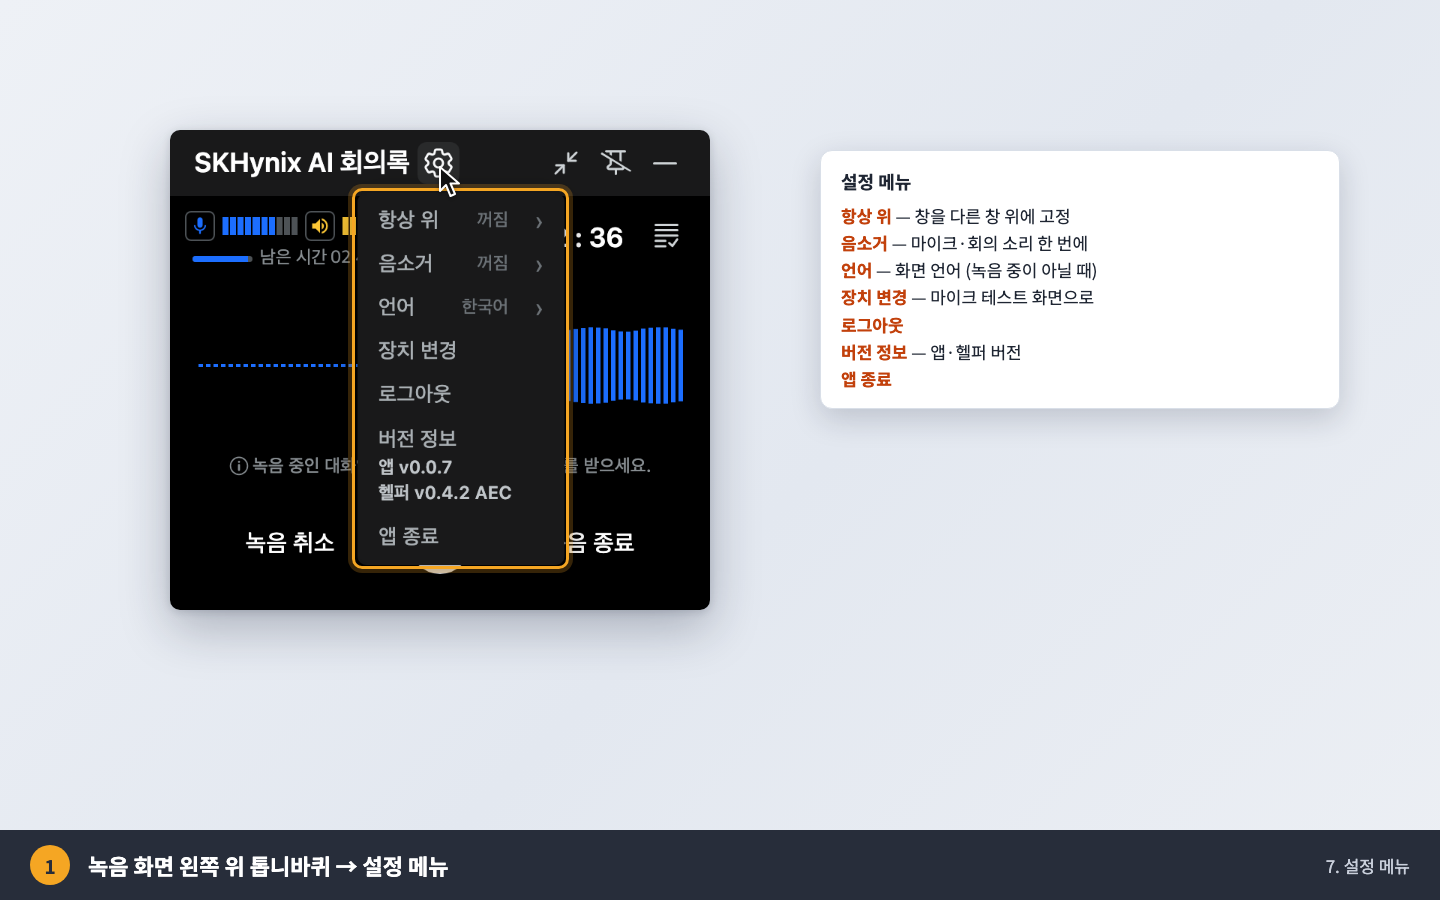 SKHynix AI 회의록
항상 위 꺼짐 ›
: 36
음소거 꺼짐 ›
남은 시간 02
언어 한국어 ›
장치 변경
로그아웃
버전 정보
앱 v0.0.7
녹음 중인 대화 를 받으세요.
헬퍼 v0.4.2 AEC
앱 종료
녹음 취소 음 종료
설정 메뉴
항상 위 — 창을 다른 창 위에 고정
음소거 — 마이크·회의 소리 한 번에
언어 — 화면 언어 (녹음 중이 아닐 때)
장치 변경 — 마이크 테스트 화면으로
로그아웃
버전 정보 — 앱·헬퍼 버전
앱 종료
1 녹음 화면 왼쪽 위 톱니바퀴 → 설정 메뉴
7. 설정 메뉴